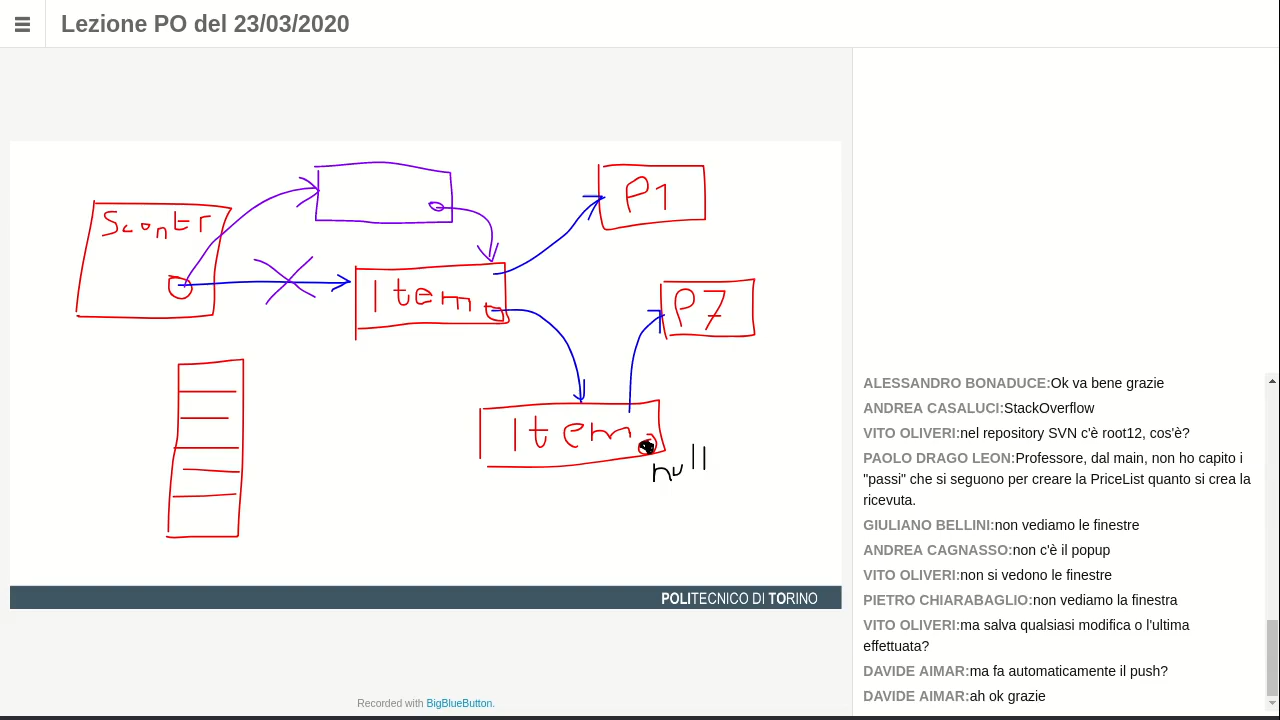 Lezione PO del 23/03/2020
Scontr
P1
Item
P7
Item
null
POLITECNICO DI TORINO
Recorded with BigBlueButton.
ALESSANDRO BONADUCE:Ok va bene grazie
ANDREA CASALUCI:StackOverflow
VITO OLIVERI:nel repository SVN c'è root12, cos'è?
PAOLO DRAGO LEON:Professore, dal main, non ho capito i
"passi" che si seguono per creare la PriceList quanto si crea la
ricevuta.
GIULIANO BELLINI:non vediamo le finestre
ANDREA CAGNASSO:non c'è il popup
VITO OLIVERI:non si vedono le finestre
PIETRO CHIARABAGLIO:non vediamo la finestra
VITO OLIVERI:ma salva qualsiasi modifica o l'ultima
effettuata?
DAVIDE AIMAR:ma fa automaticamente il push?
DAVIDE AIMAR:ah ok grazie